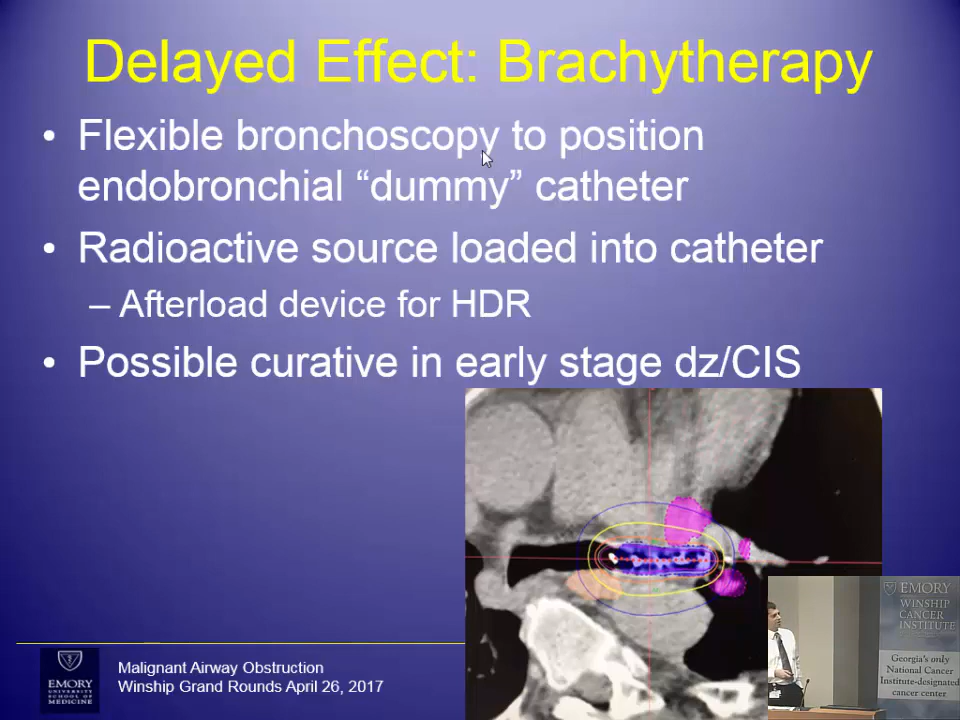 Delayed Effect: Brachytherapy
• Flexible bronchoscopy to position
endobronchial “dummy” catheter
• Radioactive source loaded into catheter
– Afterload device for HDR
• Possible curative in early stage dz/CIS
EMORY
UNIVERSITY
SCHOOL OF
MEDICINE
Malignant Airway Obstruction
Winship Grand Rounds April 26, 2017
EMORY
WINSHIP
CANCER
INSTITUTE
Georgia's only
National Cancer
Institute-designated
cancer center